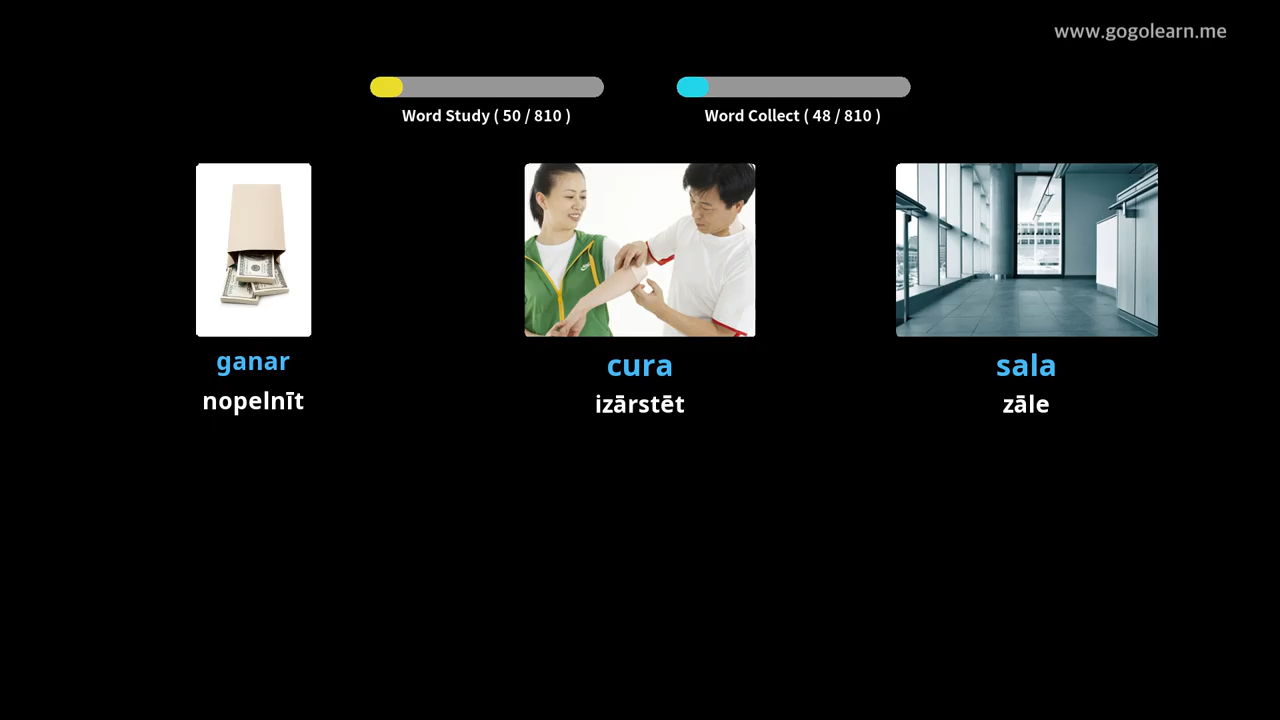 www.gogolearn.me
Word Study ( 50 / 810 )
Word Collect ( 48 / 810 )
ganar
nopelnīt
cura
izārstēt
sala
zāle